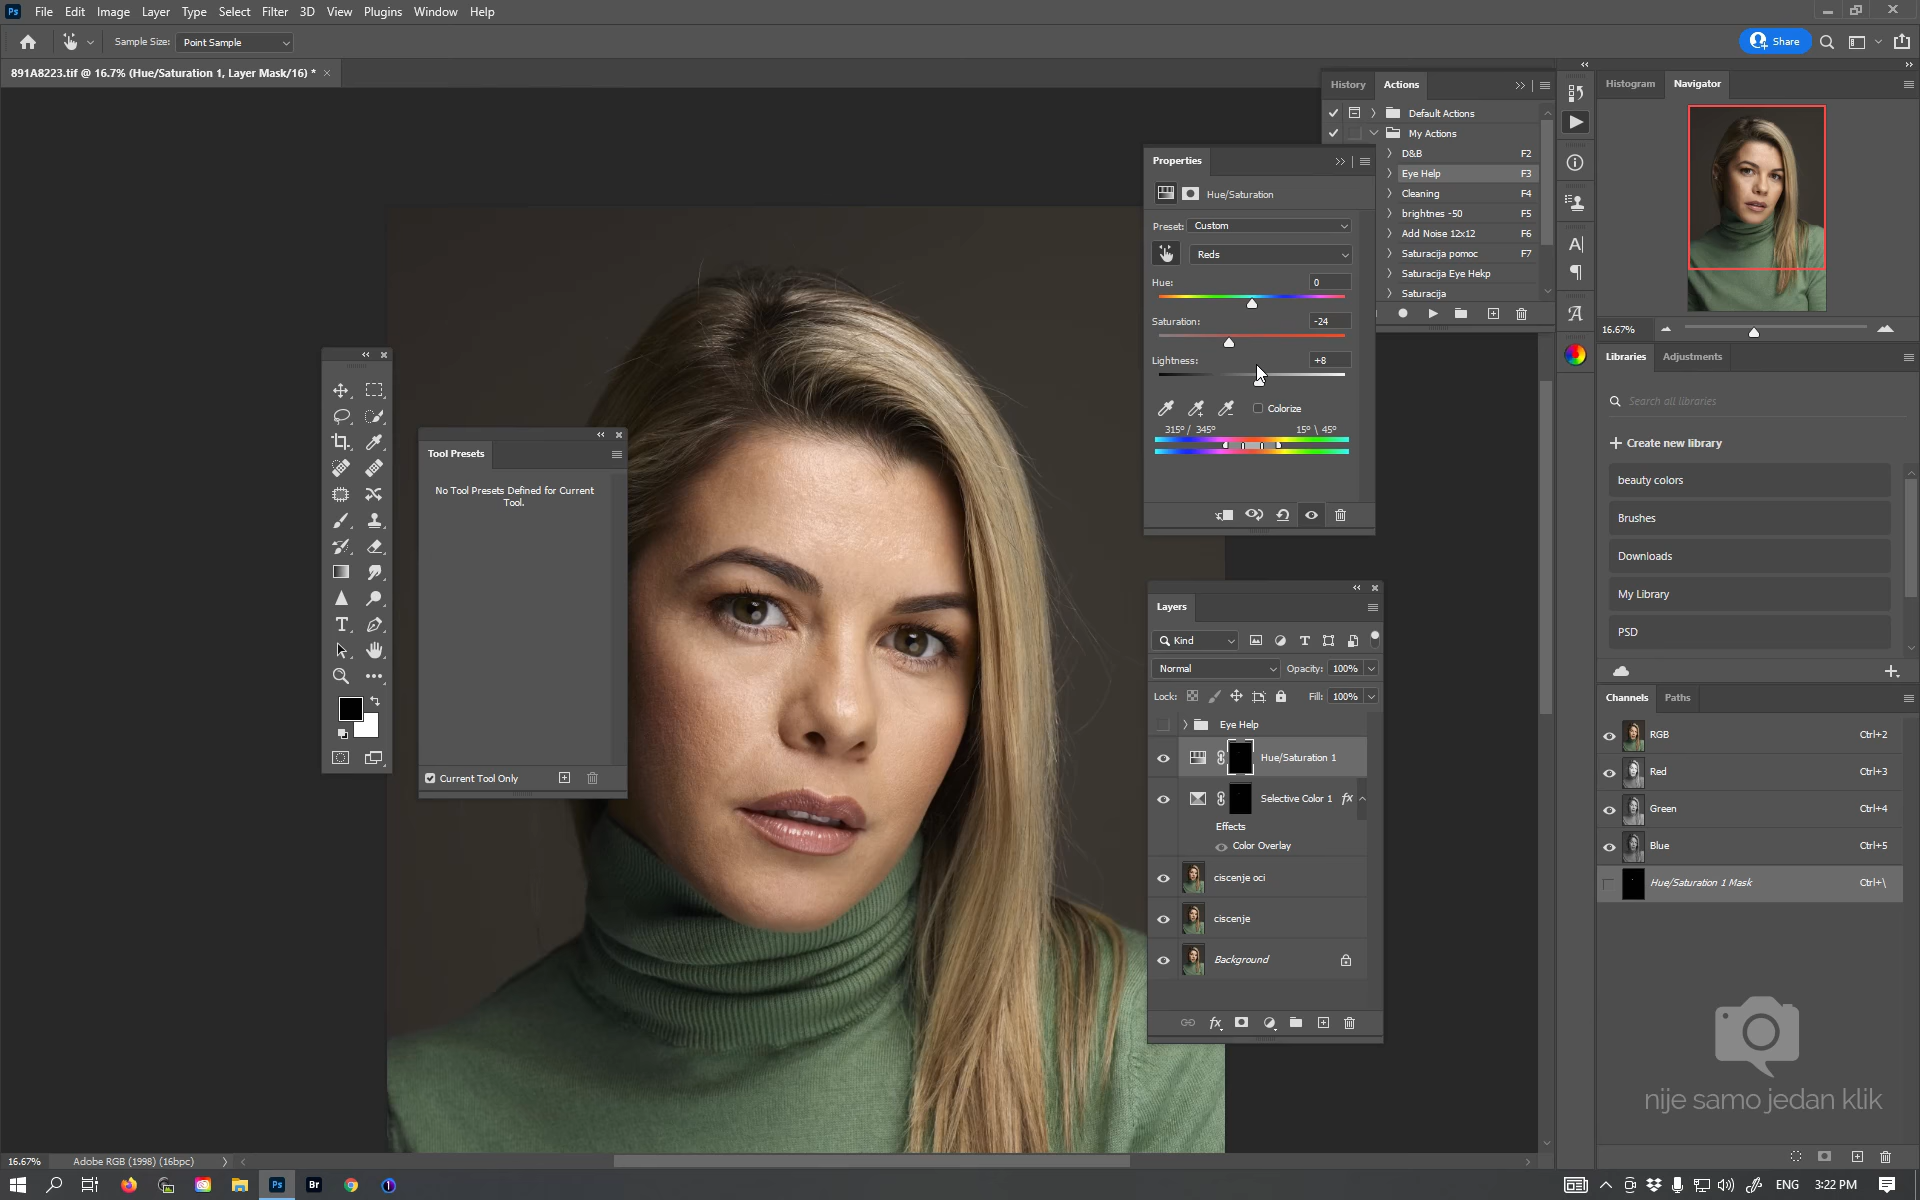 Ps File Edit Image Layer Type Select Filter 3D View Plugins Window Help
Sample Size: Point Sample
Share
891A8223.tif @ 16.7% (Hue/Saturation 1, Layer Mask/16) *
History Actions
Default Actions
My Actions
D&B F2
Eye Help F3
Cleaning F4
brightnes -50 F5
Add Noise 12x12 F6
Saturacija pomoc F7
Saturacija Eye Hekp
Saturacija
Properties
Hue/Saturation
Preset: Custom
Reds
Hue: 0
Saturation: -24
Lightness: +8
Colorize
315° / 345° 15° \ 45°
Tool Presets
No Tool Presets Defined for Current
Tool.
Current Tool Only
Layers
Kind
Normal Opacity: 100%
Lock: Fill: 100%
Eye Help
Hue/Saturation 1
Selective Color 1 fx
Effects
Color Overlay
ciscenje oci
ciscenje
Background
fx
Histogram Navigator
16.67%
Libraries Adjustments
Search all libraries
Create new library
beauty colors
Brushes
Downloads
My Library
PSD
Channels Paths
RGB Ctrl+2
Red Ctrl+3
Green Ctrl+4
Blue Ctrl+5
Hue/Saturation 1 Mask Ctrl+\
nije samo jedan klik
16.67% Adobe RGB (1998) (16bpc)
Ps Br ENG 3:22 PM